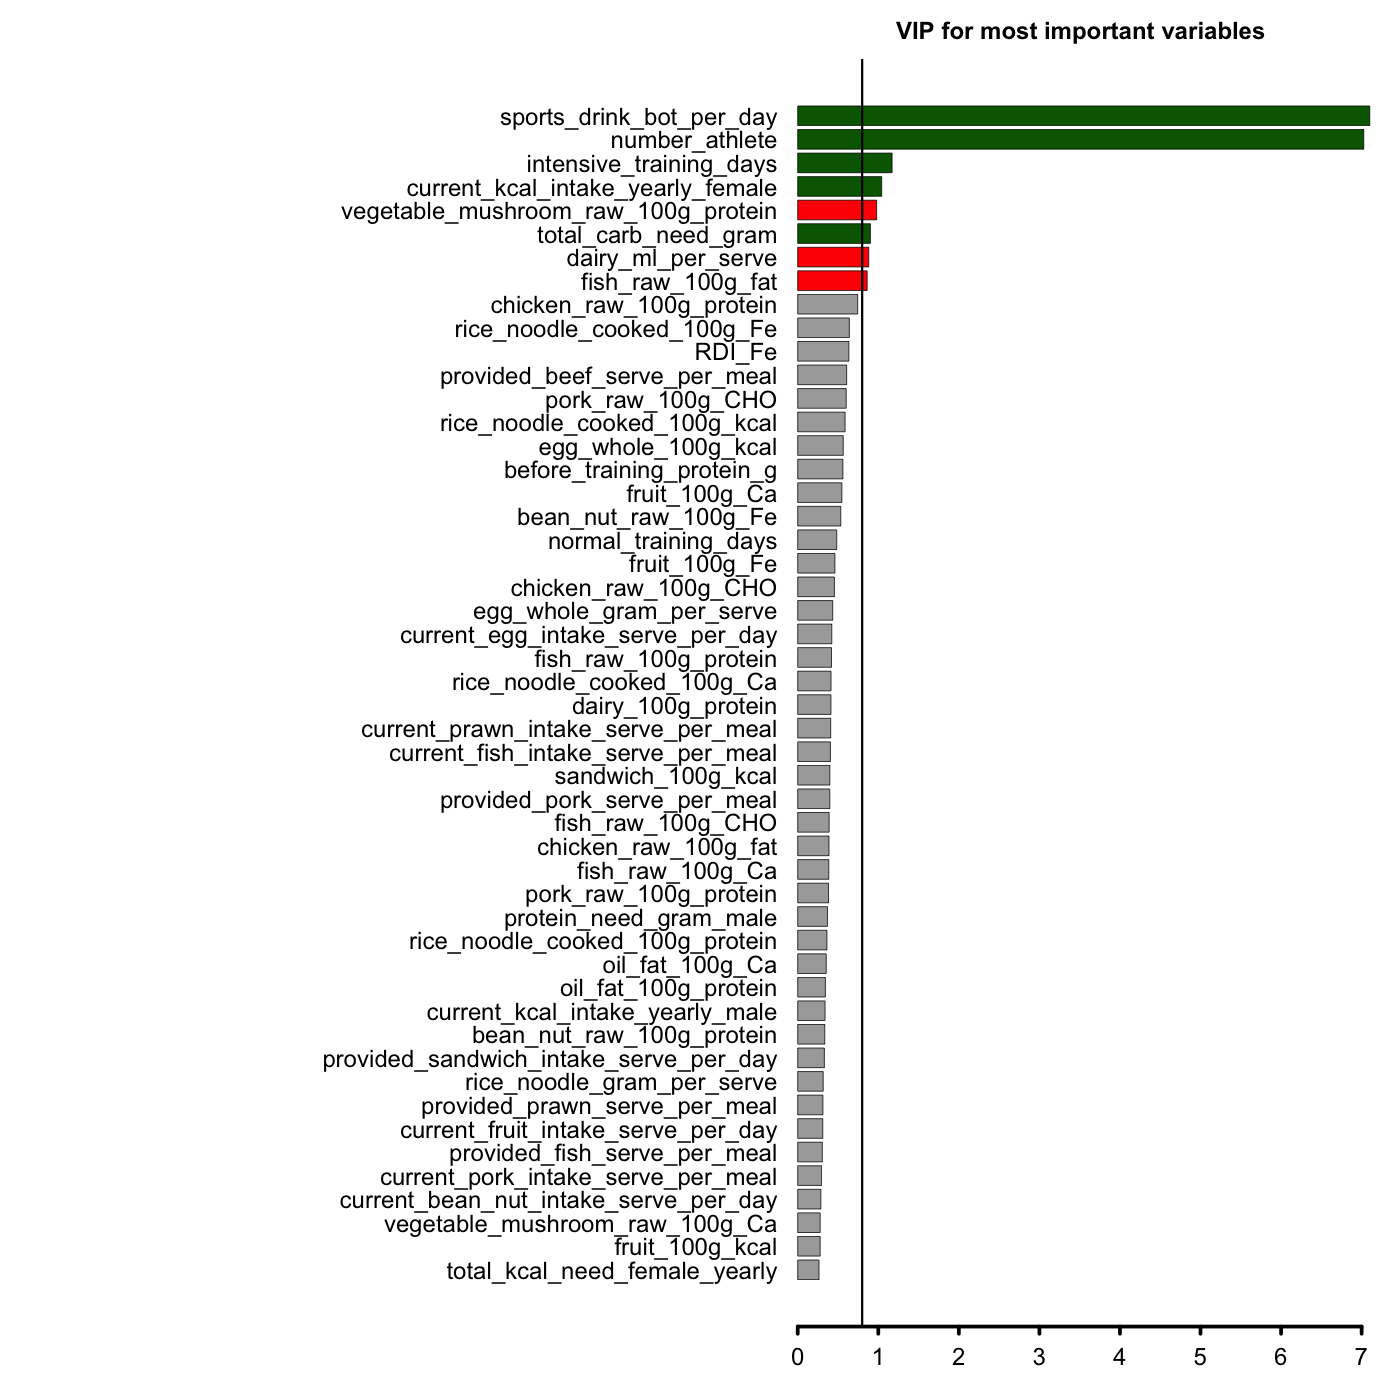 VIP for most important variables
sports_drink_bot_per_day
number_athlete
intensive_training_days
current_kcal_intake_yearly_female
vegetable_mushroom_raw_100g_protein
total_carb_need_gram
dairy_ml_per_serve
fish_raw_100g_fat
chicken_raw_100g_protein
rice_noodle_cooked_100g_Fe
RDI_Fe
provided_beef_serve_per_meal
pork_raw_100g_CHO
rice_noodle_cooked_100g_kcal
egg_whole_100g_kcal
before_training_protein_g
fruit_100g_Ca
bean_nut_raw_100g_Fe
normal_training_days
fruit_100g_Fe
chicken_raw_100g_CHO
egg_whole_gram_per_serve
current_egg_intake_serve_per_day
fish_raw_100g_protein
rice_noodle_cooked_100g_Ca
dairy_100g_protein
current_prawn_intake_serve_per_meal
current_fish_intake_serve_per_meal
sandwich_100g_kcal
provided_pork_serve_per_meal
fish_raw_100g_CHO
chicken_raw_100g_fat
fish_raw_100g_Ca
pork_raw_100g_protein
protein_need_gram_male
rice_noodle_cooked_100g_protein
oil_fat_100g_Ca
oil_fat_100g_protein
current_kcal_intake_yearly_male
bean_nut_raw_100g_protein
provided_sandwich_intake_serve_per_day
rice_noodle_gram_per_serve
provided_prawn_serve_per_meal
current_fruit_intake_serve_per_day
provided_fish_serve_per_meal
current_pork_intake_serve_per_meal
current_bean_nut_intake_serve_per_day
vegetable_mushroom_raw_100g_Ca
fruit_100g_kcal
total_kcal_need_female_yearly
0 1 2 3 4 5 6 7